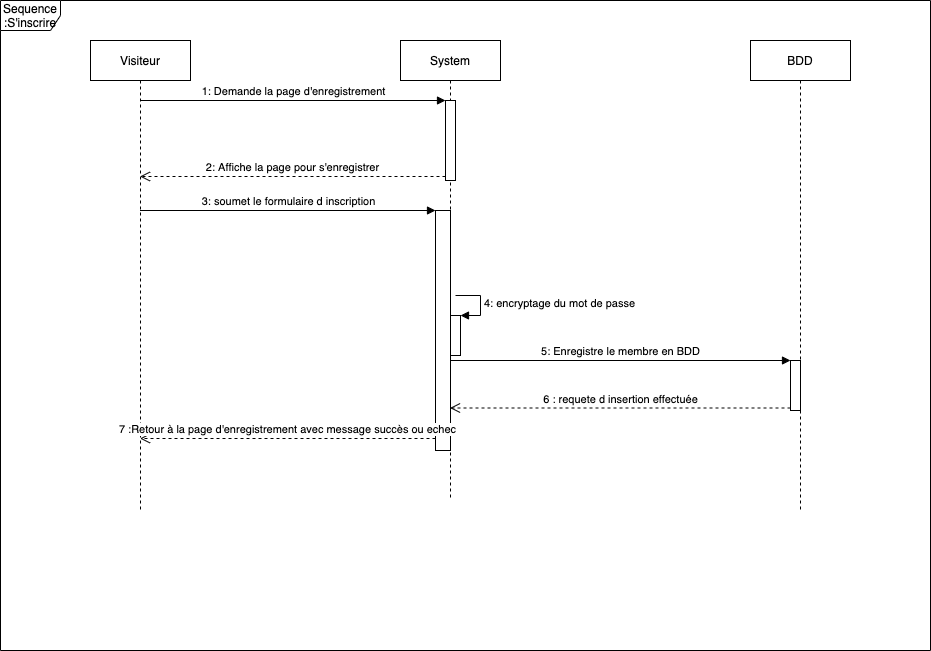 Sequence
:S'inscrire
Visiteur
System
BDD
1: Demande la page d'enregistrement
2: Affiche la page pour s'enregistrer
3: soumet le formulaire d inscription
4: encryptage du mot de passe
5: Enregistre le membre en BDD
6 : requete d insertion effectuée
7 :Retour à la page d'enregistrement avec message succès ou echec